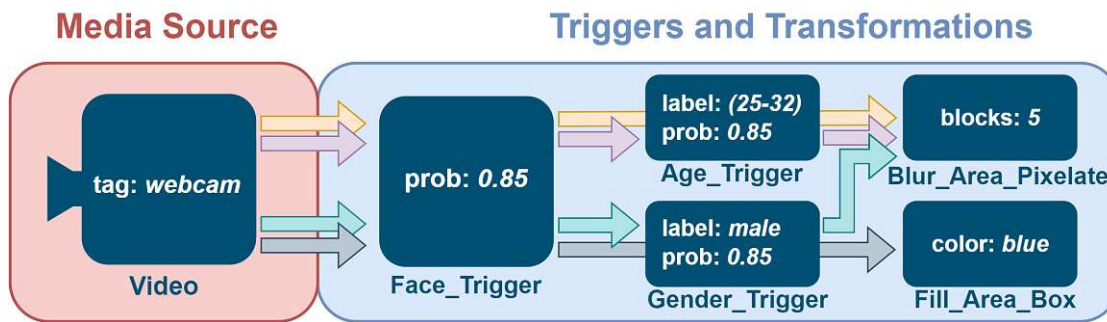 Media Source
Triggers and Transformations
tag: webcam
Video
prob: 0.85
Face_Trigger
label: (25-32)
prob: 0.85
Age_Trigger
label: male
prob: 0.85
Gender_Trigger
blocks: 5
Blur_Area_Pixelate
color: blue
Fill_Area_Box